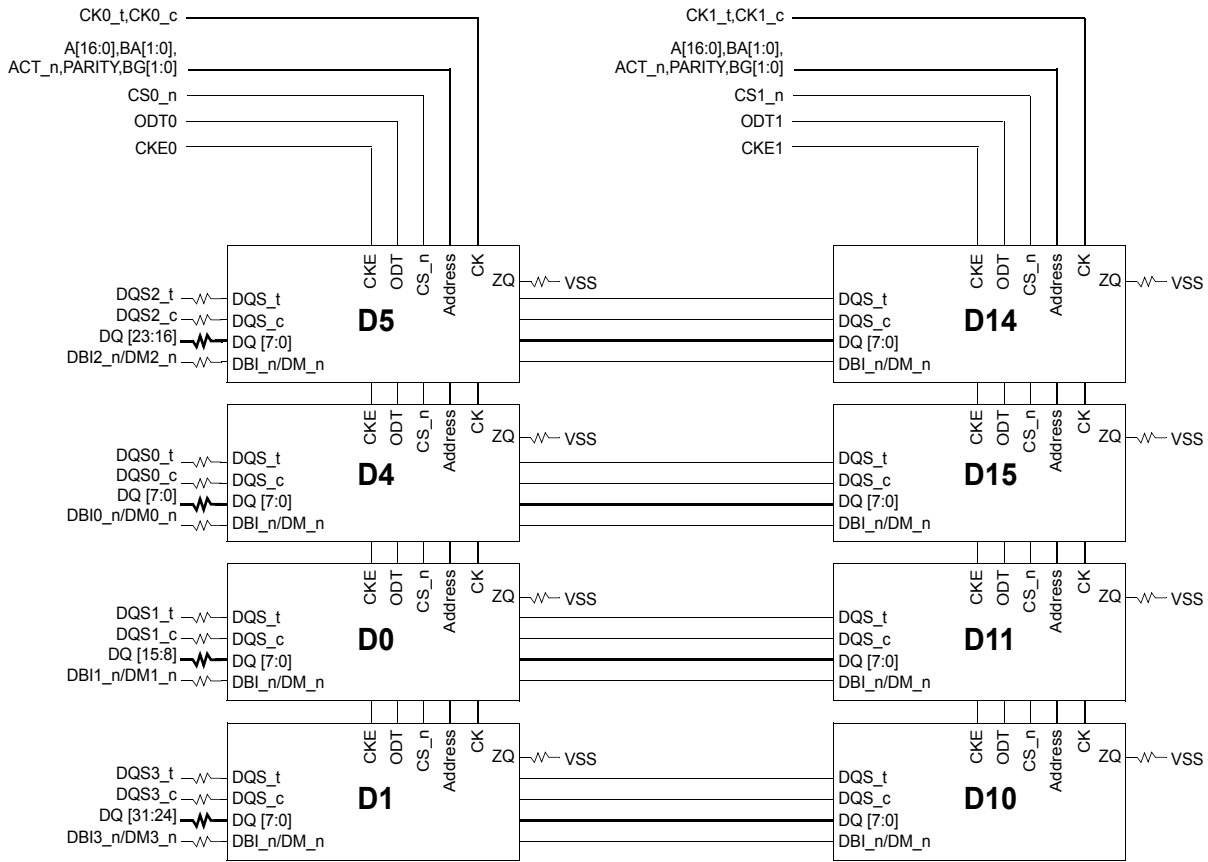 CK0_t,CK0_c
A[16:0],BA[1:0],
ACT_n,PARITY,BG[1:0]
CS0_n
ODT0
CKE0
CK1_t,CK1_c
A[16:0],BA[1:0],
ACT_n,PARITY,BG[1:0]
CS1_n
ODT1
CKE1
DQS2_t
DQS2_c
DQ [23:16]
DBI2_n/DM2_n
CKE
ODT
CS_n
Address
CK
ZQ
VSS
DQS_t
DQS_c
DQ [7:0]
DBI_n/DM_n
D5
CKE
ODT
CS_n
Address
CK
ZQ
VSS
DQS_t
DQS_c
DQ [7:0]
DBI_n/DM_n
D14
DQS0_t
DQS0_c
DQ [7:0]
DBI0_n/DM0_n
CKE
ODT
CS_n
Address
CK
ZQ
VSS
DQS_t
DQS_c
DQ [7:0]
DBI_n/DM_n
D4
CKE
ODT
CS_n
Address
CK
ZQ
VSS
DQS_t
DQS_c
DQ [7:0]
DBI_n/DM_n
D15
DQS1_t
DQS1_c
DQ [15:8]
DBI1_n/DM1_n
CKE
ODT
CS_n
Address
CK
ZQ
VSS
DQS_t
DQS_c
DQ [7:0]
DBI_n/DM_n
D0
CKE
ODT
CS_n
Address
CK
ZQ
VSS
DQS_t
DQS_c
DQ [7:0]
DBI_n/DM_n
D11
DQS3_t
DQS3_c
DQ [31:24]
DBI3_n/DM3_n
CKE
ODT
CS_n
Address
CK
ZQ
VSS
DQS_t
DQS_c
DQ [7:0]
DBI_n/DM_n
D1
CKE
ODT
CS_n
Address
CK
ZQ
VSS
DQS_t
DQS_c
DQ [7:0]
DBI_n/DM_n
D10